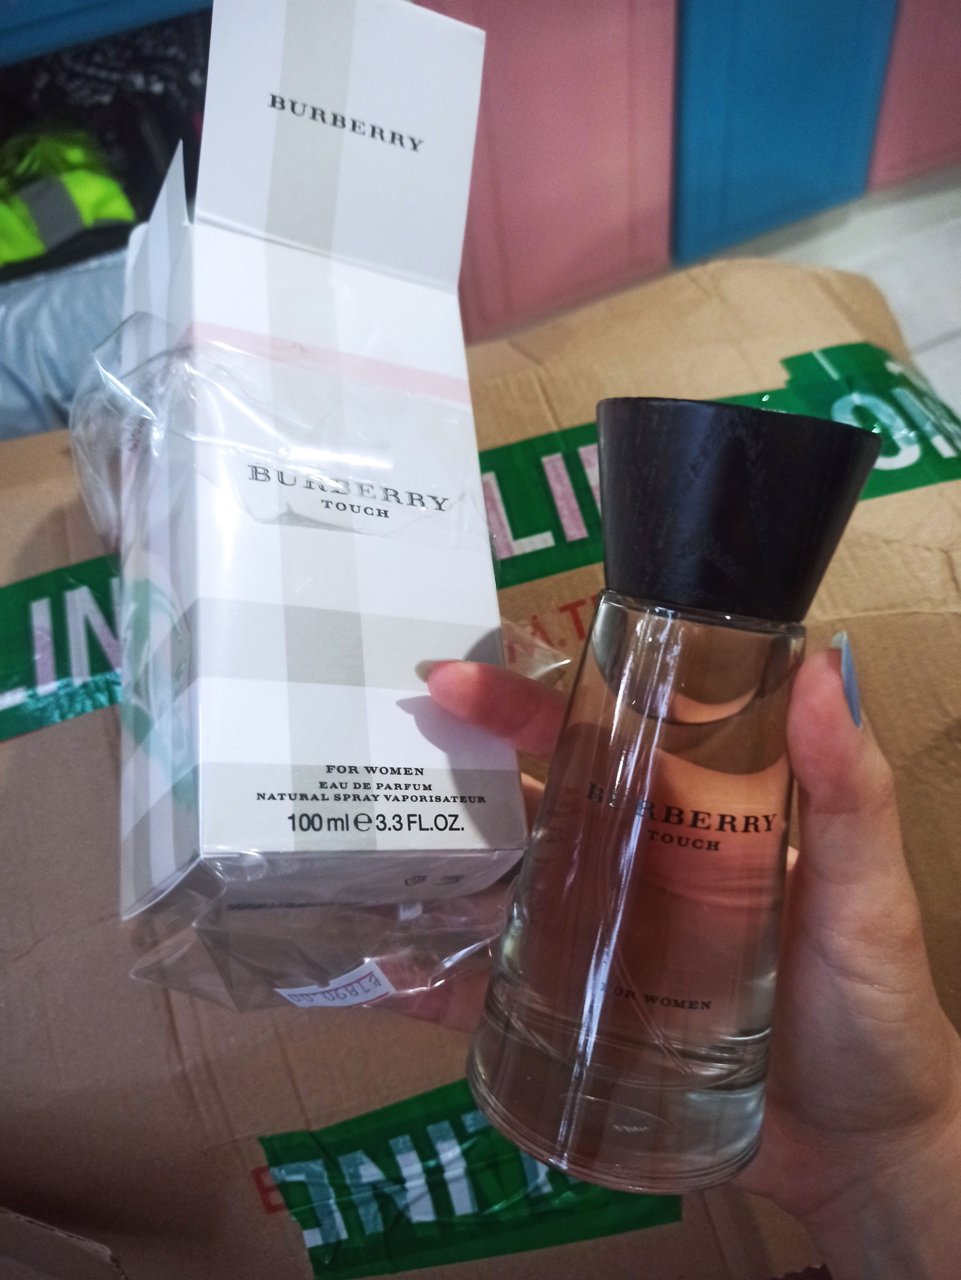 BURBERRY
BURBERRY
TOUCH
FOR WOMEN
EAU DE PARFUM
NATURAL SPRAY VAPORISATEUR
100 ml e 3.3 FL.OZ.
BURBERRY
TOUCH
FOR WOMEN